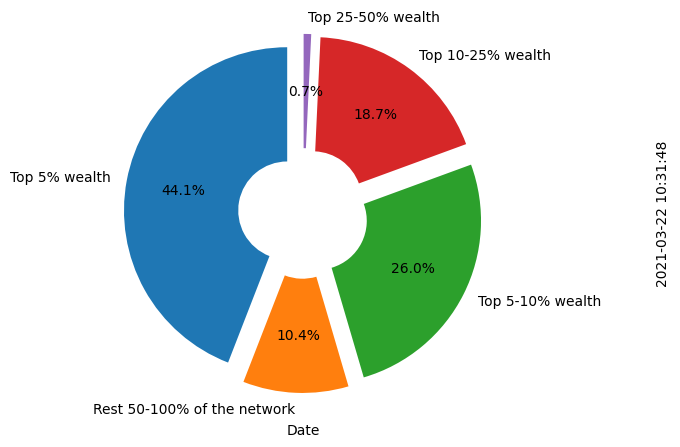 Top 25-50% wealth
Top 10-25% wealth
0.7%
18.7%
Top 5% wealth
44.1%
26.0%
Top 5-10% wealth
10.4%
Rest 50-100% of the network
Date
2021-03-22 10:31:48